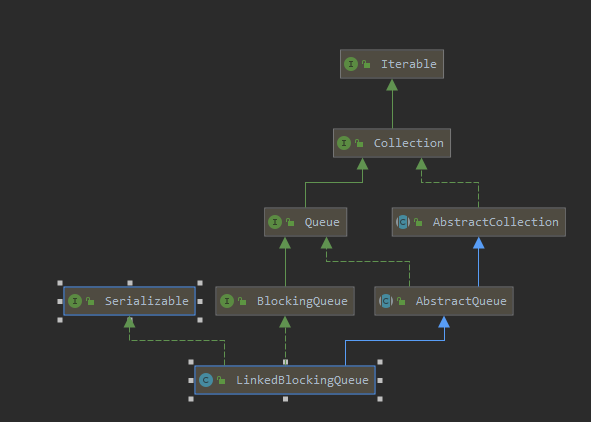 I Iterable
I Collection
I Queue
C AbstractCollection
I Serializable
I BlockingQueue
C AbstractQueue
C LinkedBlockingQueue